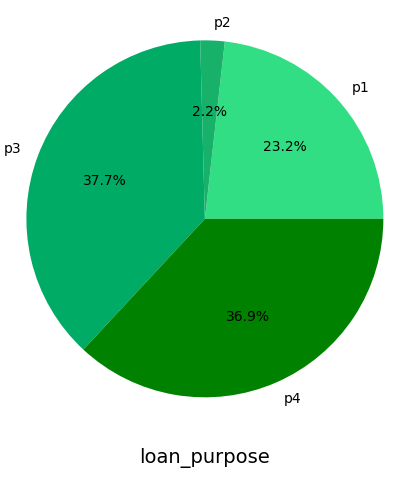 p2
p1
2.2%
p3
23.2%
37.7%
36.9%
p4
loan_purpose